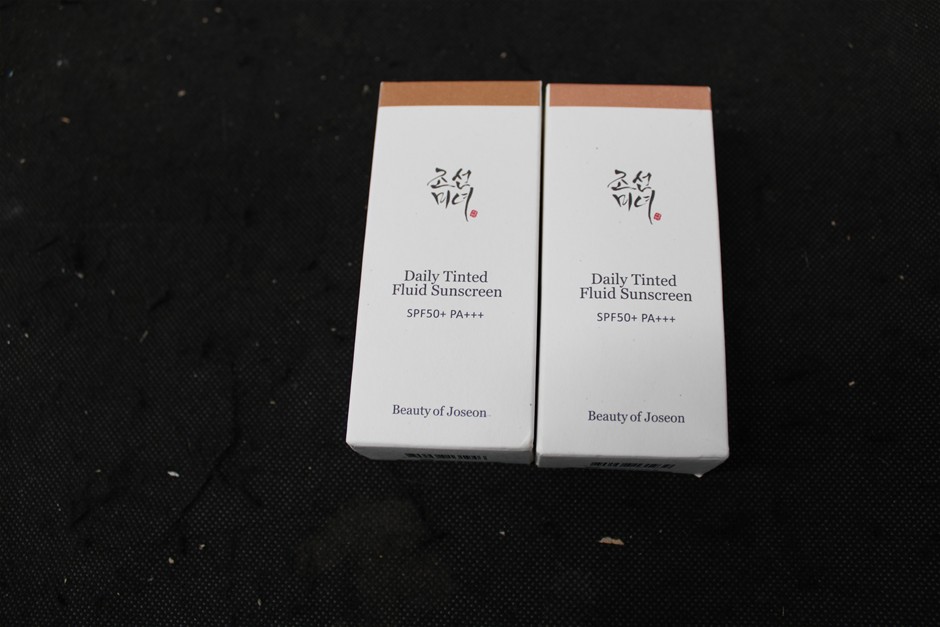 조선
미녀
Daily Tinted
Fluid Sunscreen
SPF50+ PA+++
Beauty of Joseon
조선
미녀
Daily Tinted
Fluid Sunscreen
SPF50+ PA+++
Beauty of Joseon